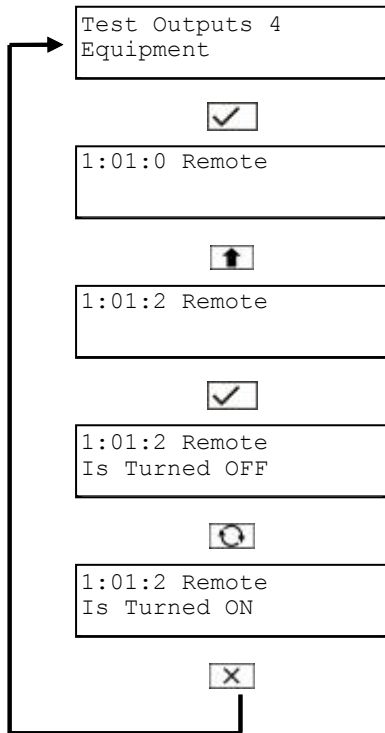 Test Outputs 4
Equipment
1:01:0 Remote
1:01:2 Remote
1:01:2 Remote
Is Turned OFF
1:01:2 Remote
Is Turned ON